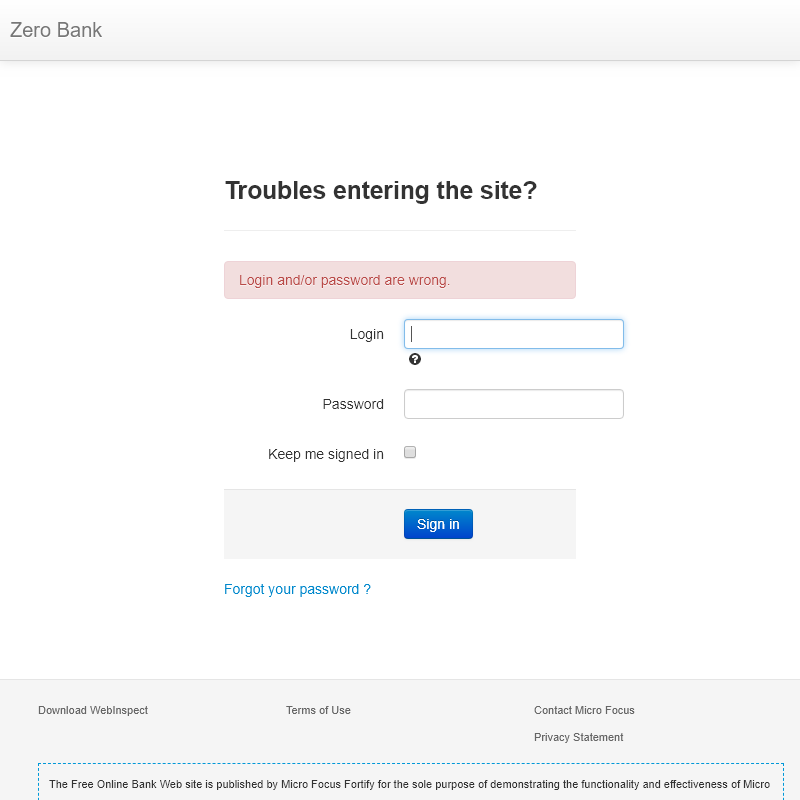 Zero Bank
Troubles entering the site?
Login and/or password are wrong.
Login
Password
Keep me signed in
Sign in
Forgot your password ?
Download WebInspect Terms of Use Contact Micro Focus
Privacy Statement
The Free Online Bank Web site is published by Micro Focus Fortify for the sole purpose of demonstrating the functionality and effectiveness of Micro